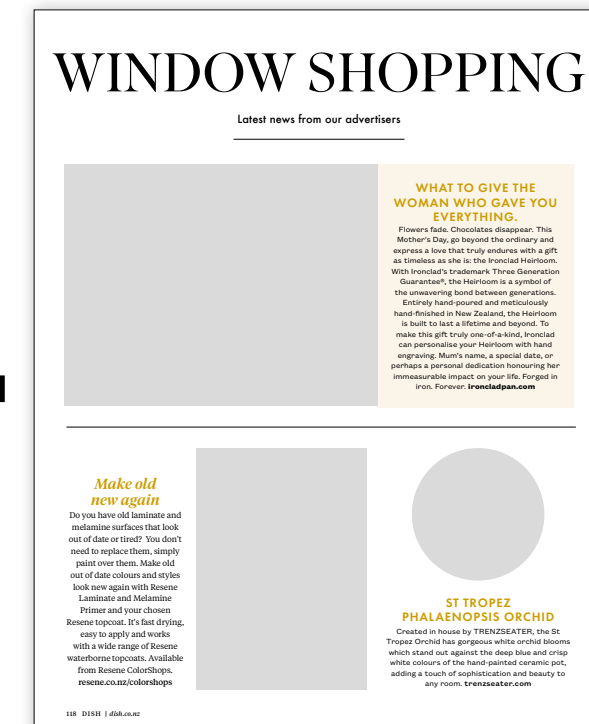 WINDOW SHOPPING
Latest news from our advertisers
WHAT TO GIVE THE
WOMAN WHO GAVE YOU
EVERYTHING.
Flowers fade. Chocolates disappear. This
Mother's Day, go beyond the ordinary and
express a love that truly endures with a gift
as timeless as she is: the Ironclad Heirloom.
With Ironclad's trademark Three Generation
Guarantee®, the Heirloom is a symbol of
the unwavering bond between generations.
Entirely hand-poured and meticulously
hand-finished in New Zealand, the Heirloom
is built to last a lifetime and beyond. To
make this gift truly one-of-a-kind, Ironclad
can personalise your Heirloom with hand
engraving. Mum's name, a special date, or
perhaps a personal dedication honouring her
immeasurable impact on your life. Forged in
iron. Forever. ironcladpan.com
Make old
new again
Do you have old laminate and
melamine surfaces that look
out of date or tired? You don't
need to replace them, simply
paint over them. Make old
out of date colours and styles
look new again with Resene
Laminate and Melamine
Primer and your chosen
Resene topcoat. It's fast drying,
easy to apply and works
with a wide range of Resene
waterborne topcoats. Available
from Resene ColorShops.
resene.co.nz/colorshops
ST TROPEZ
PHALAENOPSIS ORCHID
Created in house by TRENZSEATER, the St
Tropez Orchid has gorgeous white orchid blooms
which stand out against the deep blue and crisp
white colours of the hand-painted ceramic pot,
adding a touch of sophistication and beauty to
any room. trenzseater.com
118 DISH | dish.co.nz